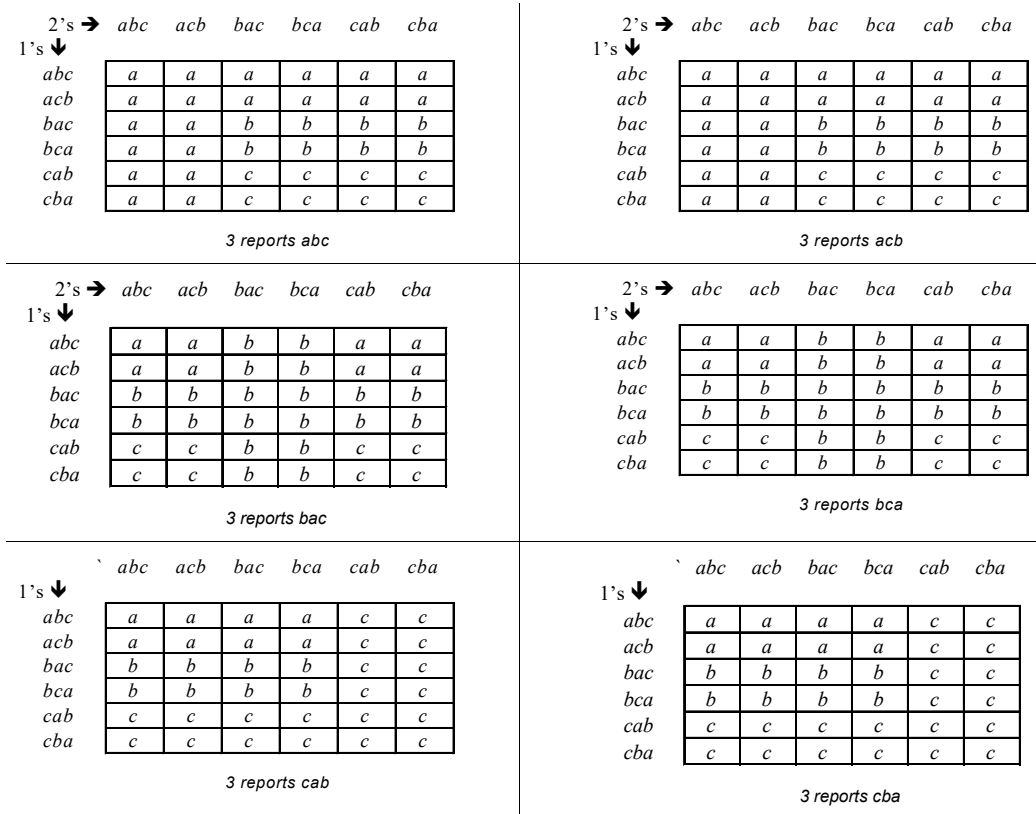 2's ➔ abc acb bac bca cab cba
1's 🡻
abc a a a a a a
acb a a a a a a
bac a a b b b b
bca a a b b b b
cab a a c c c c
cba a a c c c c
3 reports abc
2's ➔ abc acb bac bca cab cba
1's 🡻
abc a a a a a a
acb a a a a a a
bac a a b b b b
bca a a b b b b
cab a a c c c c
cba a a c c c c
3 reports acb
2's ➔ abc acb bac bca cab cba
1's 🡻
abc a a b b a a
acb a a b b a a
bac b b b b b b
bca b b b b b b
cab c c b b c c
cba c c b b c c
3 reports bac
2's ➔ abc acb bac bca cab cba
1's 🡻
abc a a b b a a
acb a a b b a a
bac b b b b b b
bca b b b b b b
cab c c b b c c
cba c c b b c c
3 reports bca
` abc acb bac bca cab cba
1's 🡻
abc a a a a c c
acb a a a a c c
bac b b b b c c
bca b b b b c c
cab c c c c c c
cba c c c c c c
3 reports cab
` abc acb bac bca cab cba
1's 🡻
abc a a a a c c
acb a a a a c c
bac b b b b c c
bca b b b b c c
cab c c c c c c
cba c c c c c c
3 reports cba